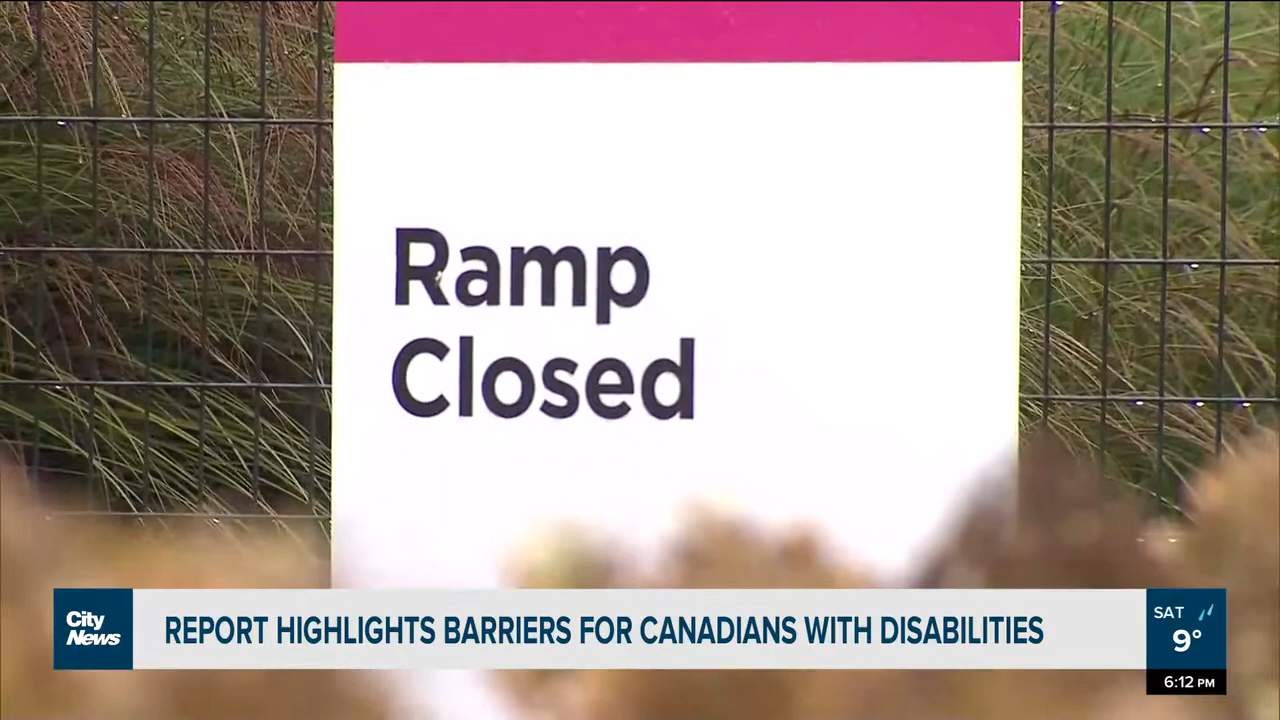 Ramp
Closed
City
News
REPORT HIGHLIGHTS BARRIERS FOR CANADIANS WITH DISABILITIES
SAT
9°
6:12 PM